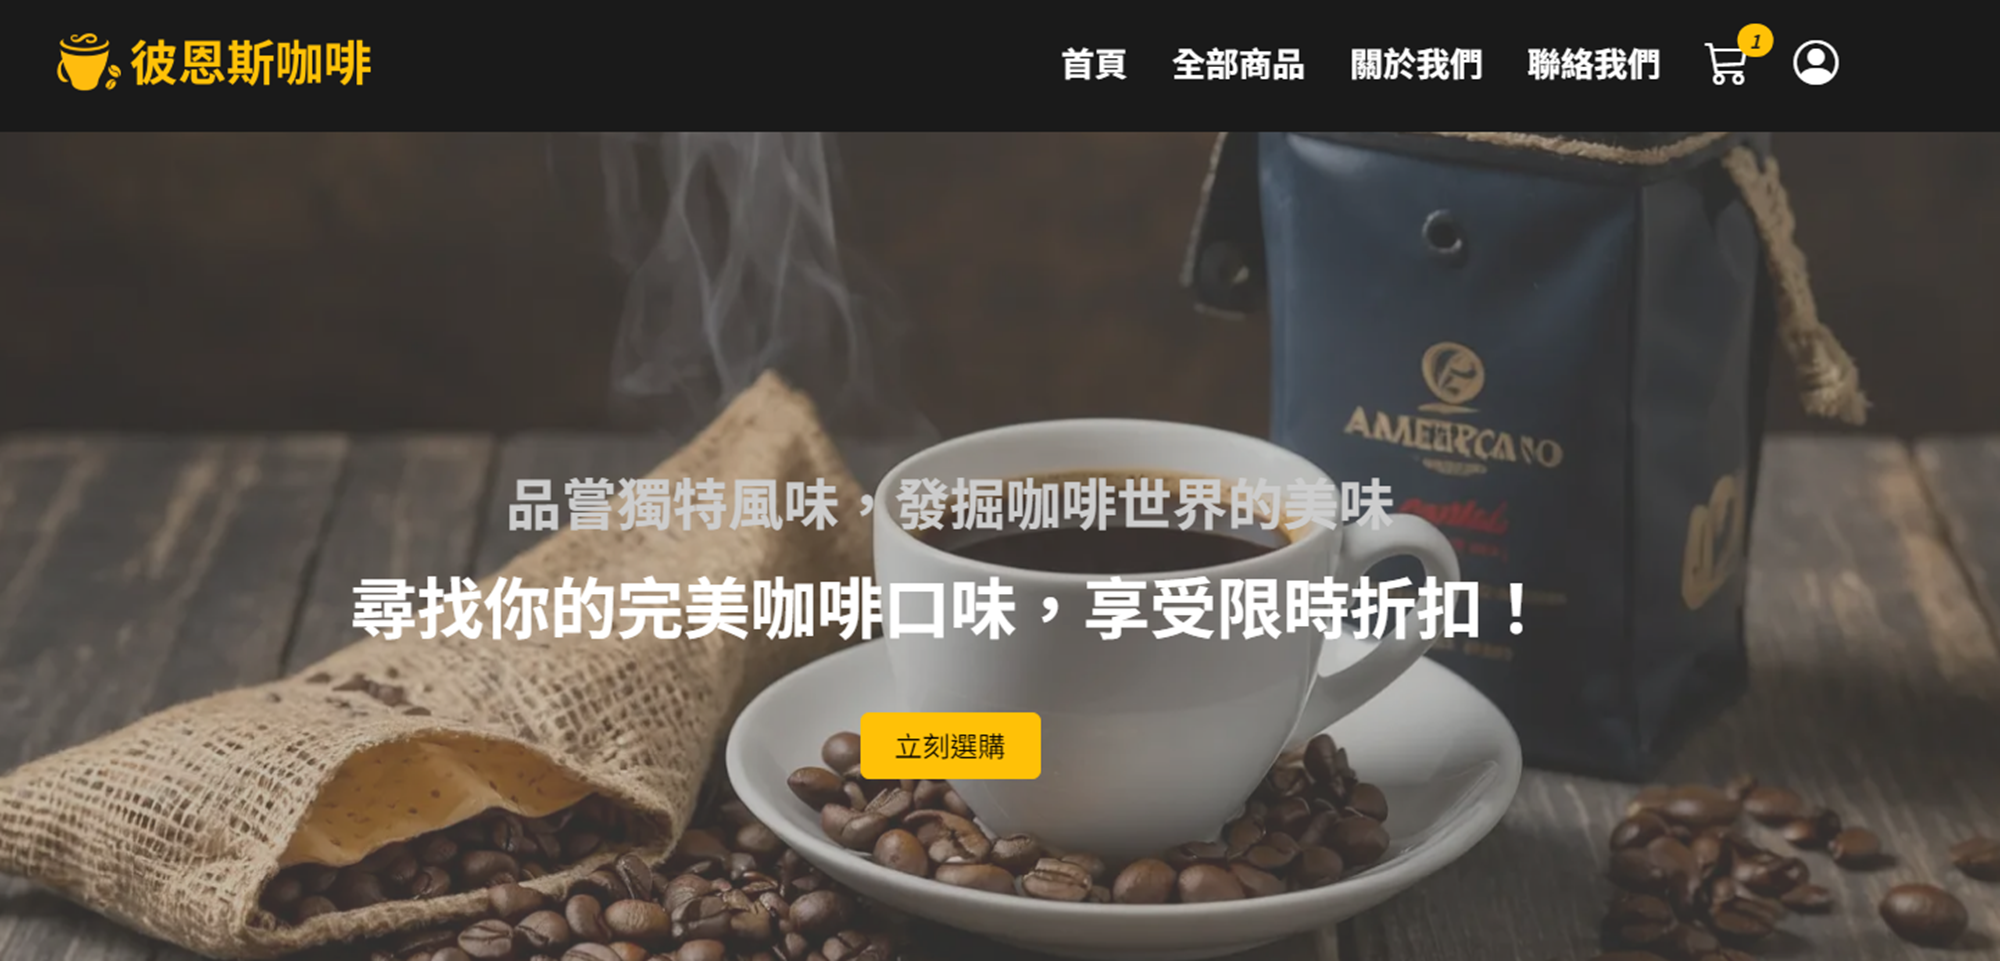 彼恩斯咖啡
首頁 全部商品 關於我們 聯絡我們 1
品嘗獨特風味，發掘咖啡世界的美味
尋找你的完美咖啡口味，享受限時折扣！
立刻選購